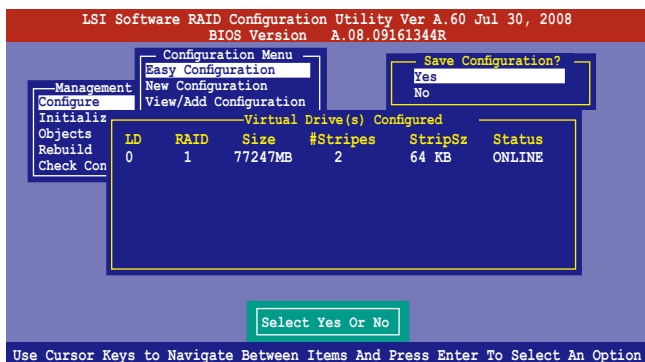 LSI Software RAID Configuration Utility Ver A.60 Jul 30, 2008
BIOS Version A.08.09161344R
Configuration Menu
Easy Configuration
New Configuration
View/Add Configuration
Save Configuration?
Yes
No
Management
Configure
Initializ
Objects
Rebuild
Check Con
Virtual Drive(s) Configured
LD RAID Size #Stripes StripSz Status
0 1 77247MB 2 64 KB ONLINE
Select Yes Or No
Use Cursor Keys to Navigate Between Items And Press Enter To Select An Option